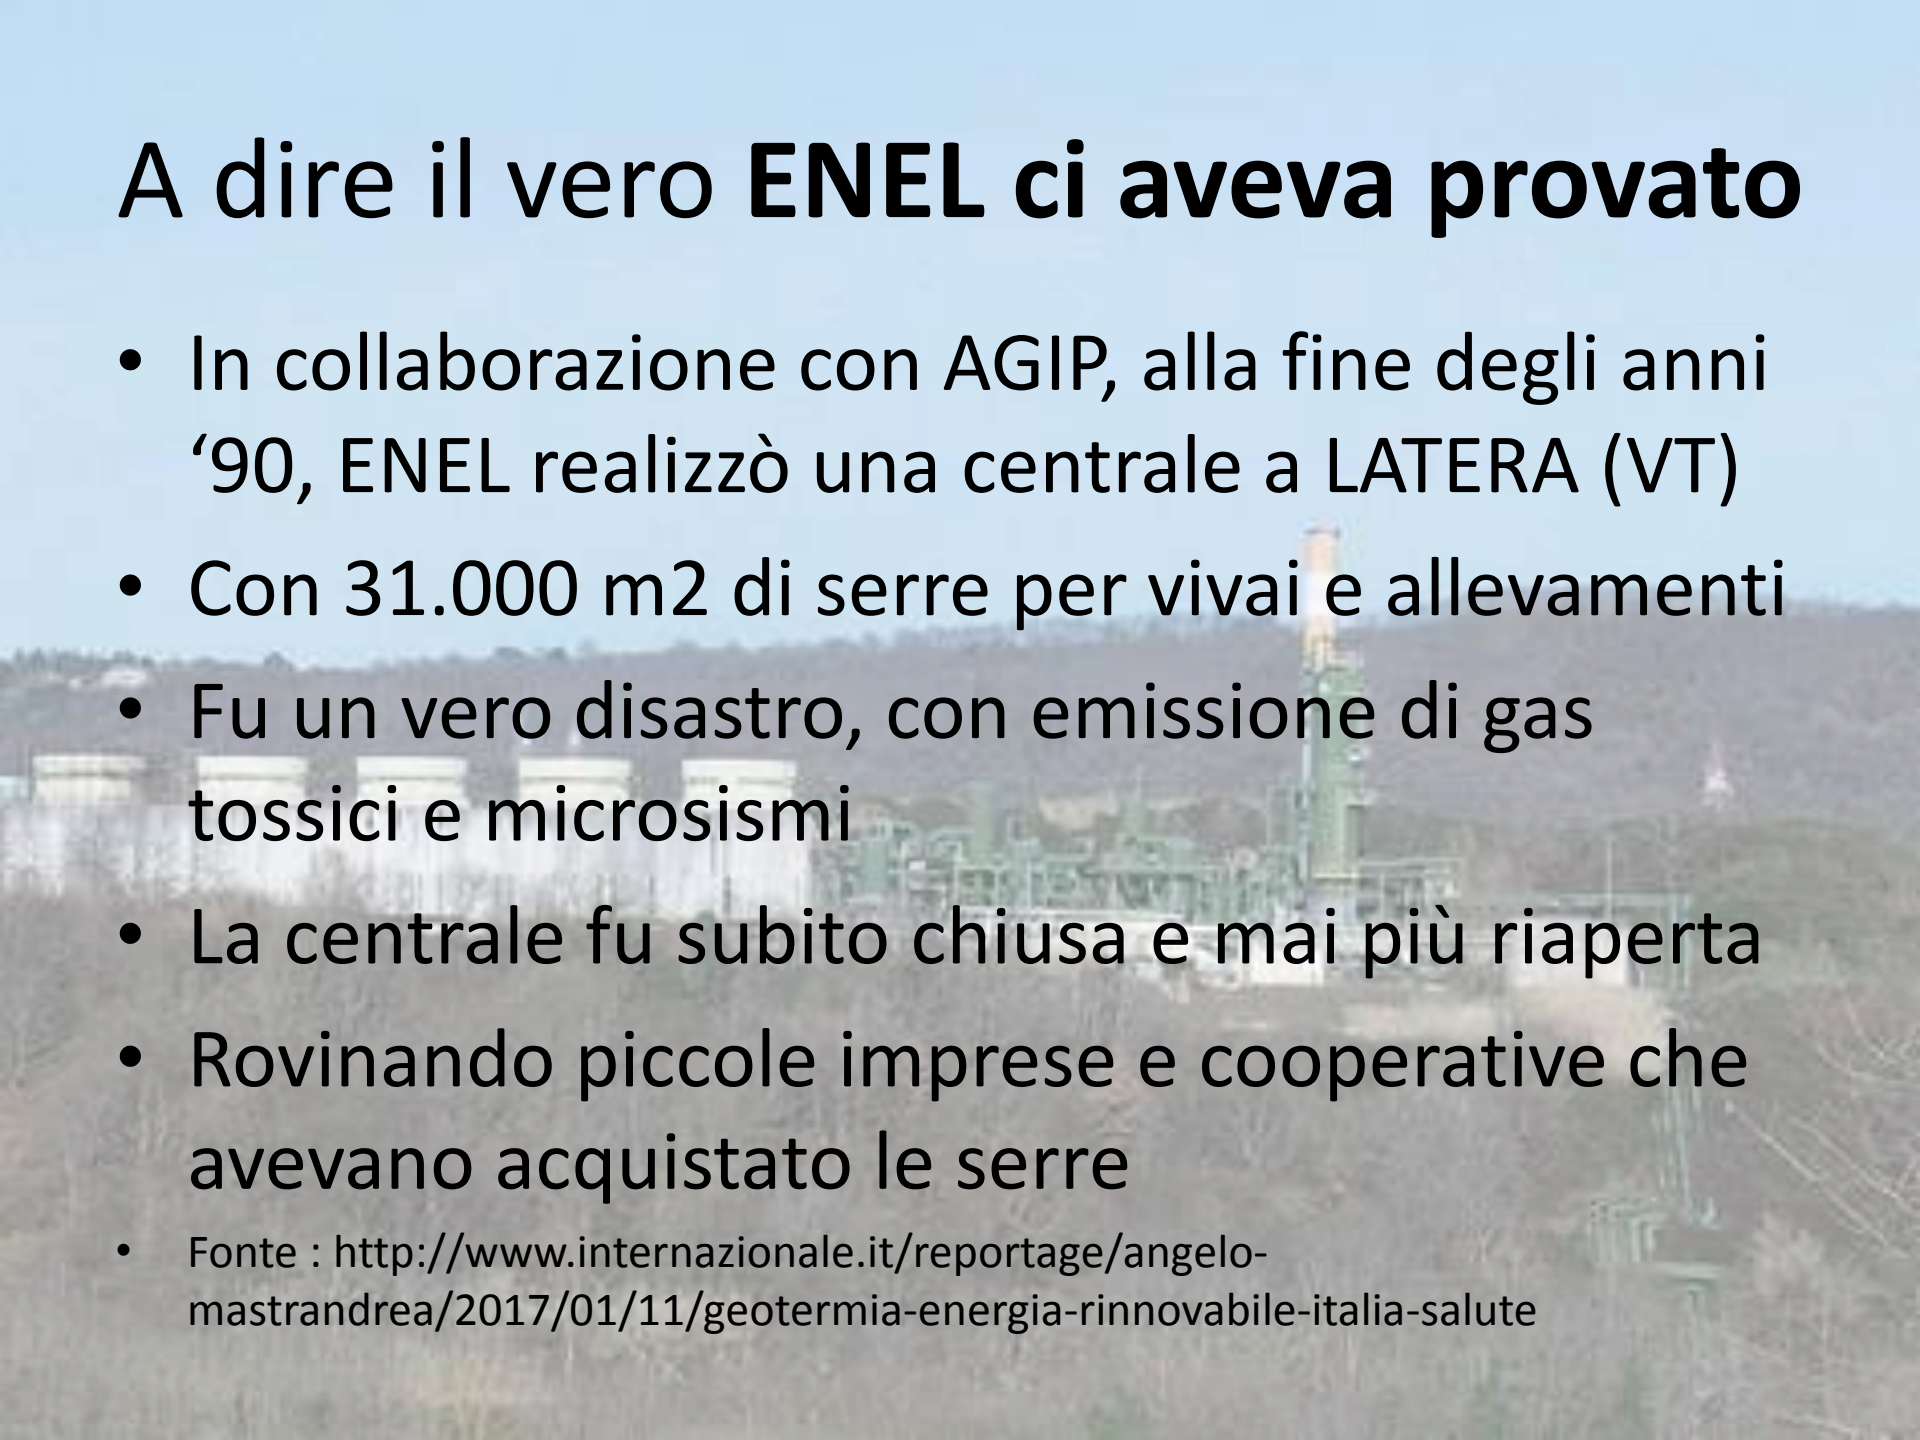 A dire il vero ENEL ci aveva provato
• In collaborazione con AGIP, alla fine degli anni
‘90, ENEL realizzò una centrale a LATERA (VT)
• Con 31.000 m2 di serre per vivai e allevamenti
• Fu un vero disastro, con emissione di gas
tossici e microsismi
• La centrale fu subito chiusa e mai più riaperta
• Rovinando piccole imprese e cooperative che
avevano acquistato le serre
• Fonte : http://www.internazionale.it/reportage/angelo-
mastrandrea/2017/01/11/geotermia-energia-rinnovabile-italia-salute